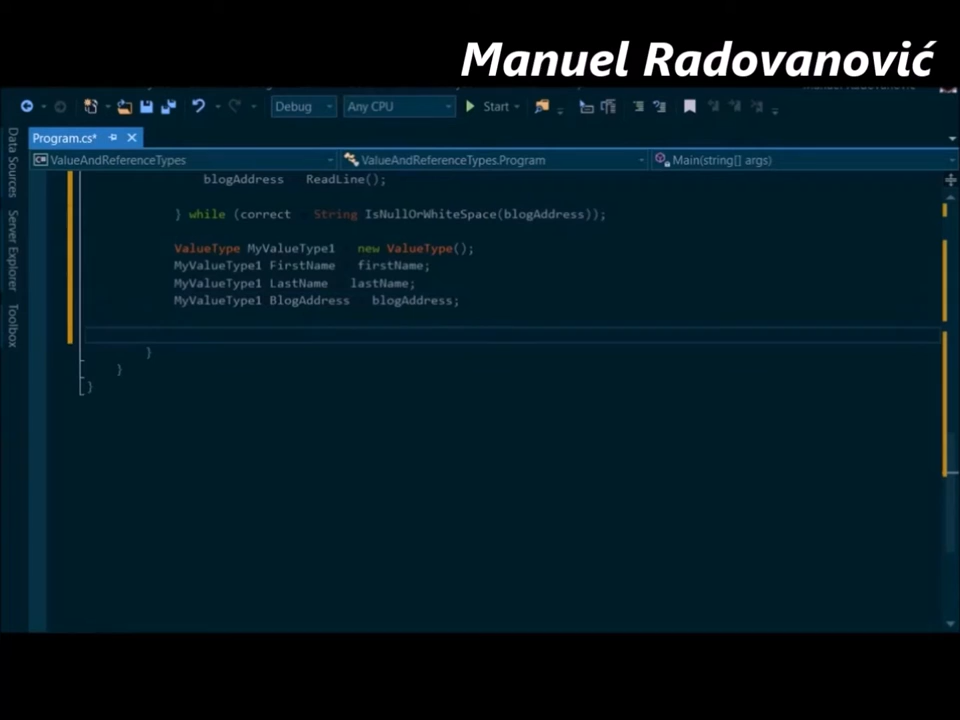 Manuel Radovanović
Debug Any CPU Start
Program.cs*
ValueAndReferenceTypes ValueAndReferenceTypes.Program Main(string[] args)
Data Sources
Server Explorer
Toolbox
blogAddress ReadLine();
} while (correct String IsNullOrWhiteSpace(blogAddress));
ValueType MyValueType1 new ValueType();
MyValueType1 FirstName firstName;
MyValueType1 LastName lastName;
MyValueType1 BlogAddress blogAddress;
}
}
}